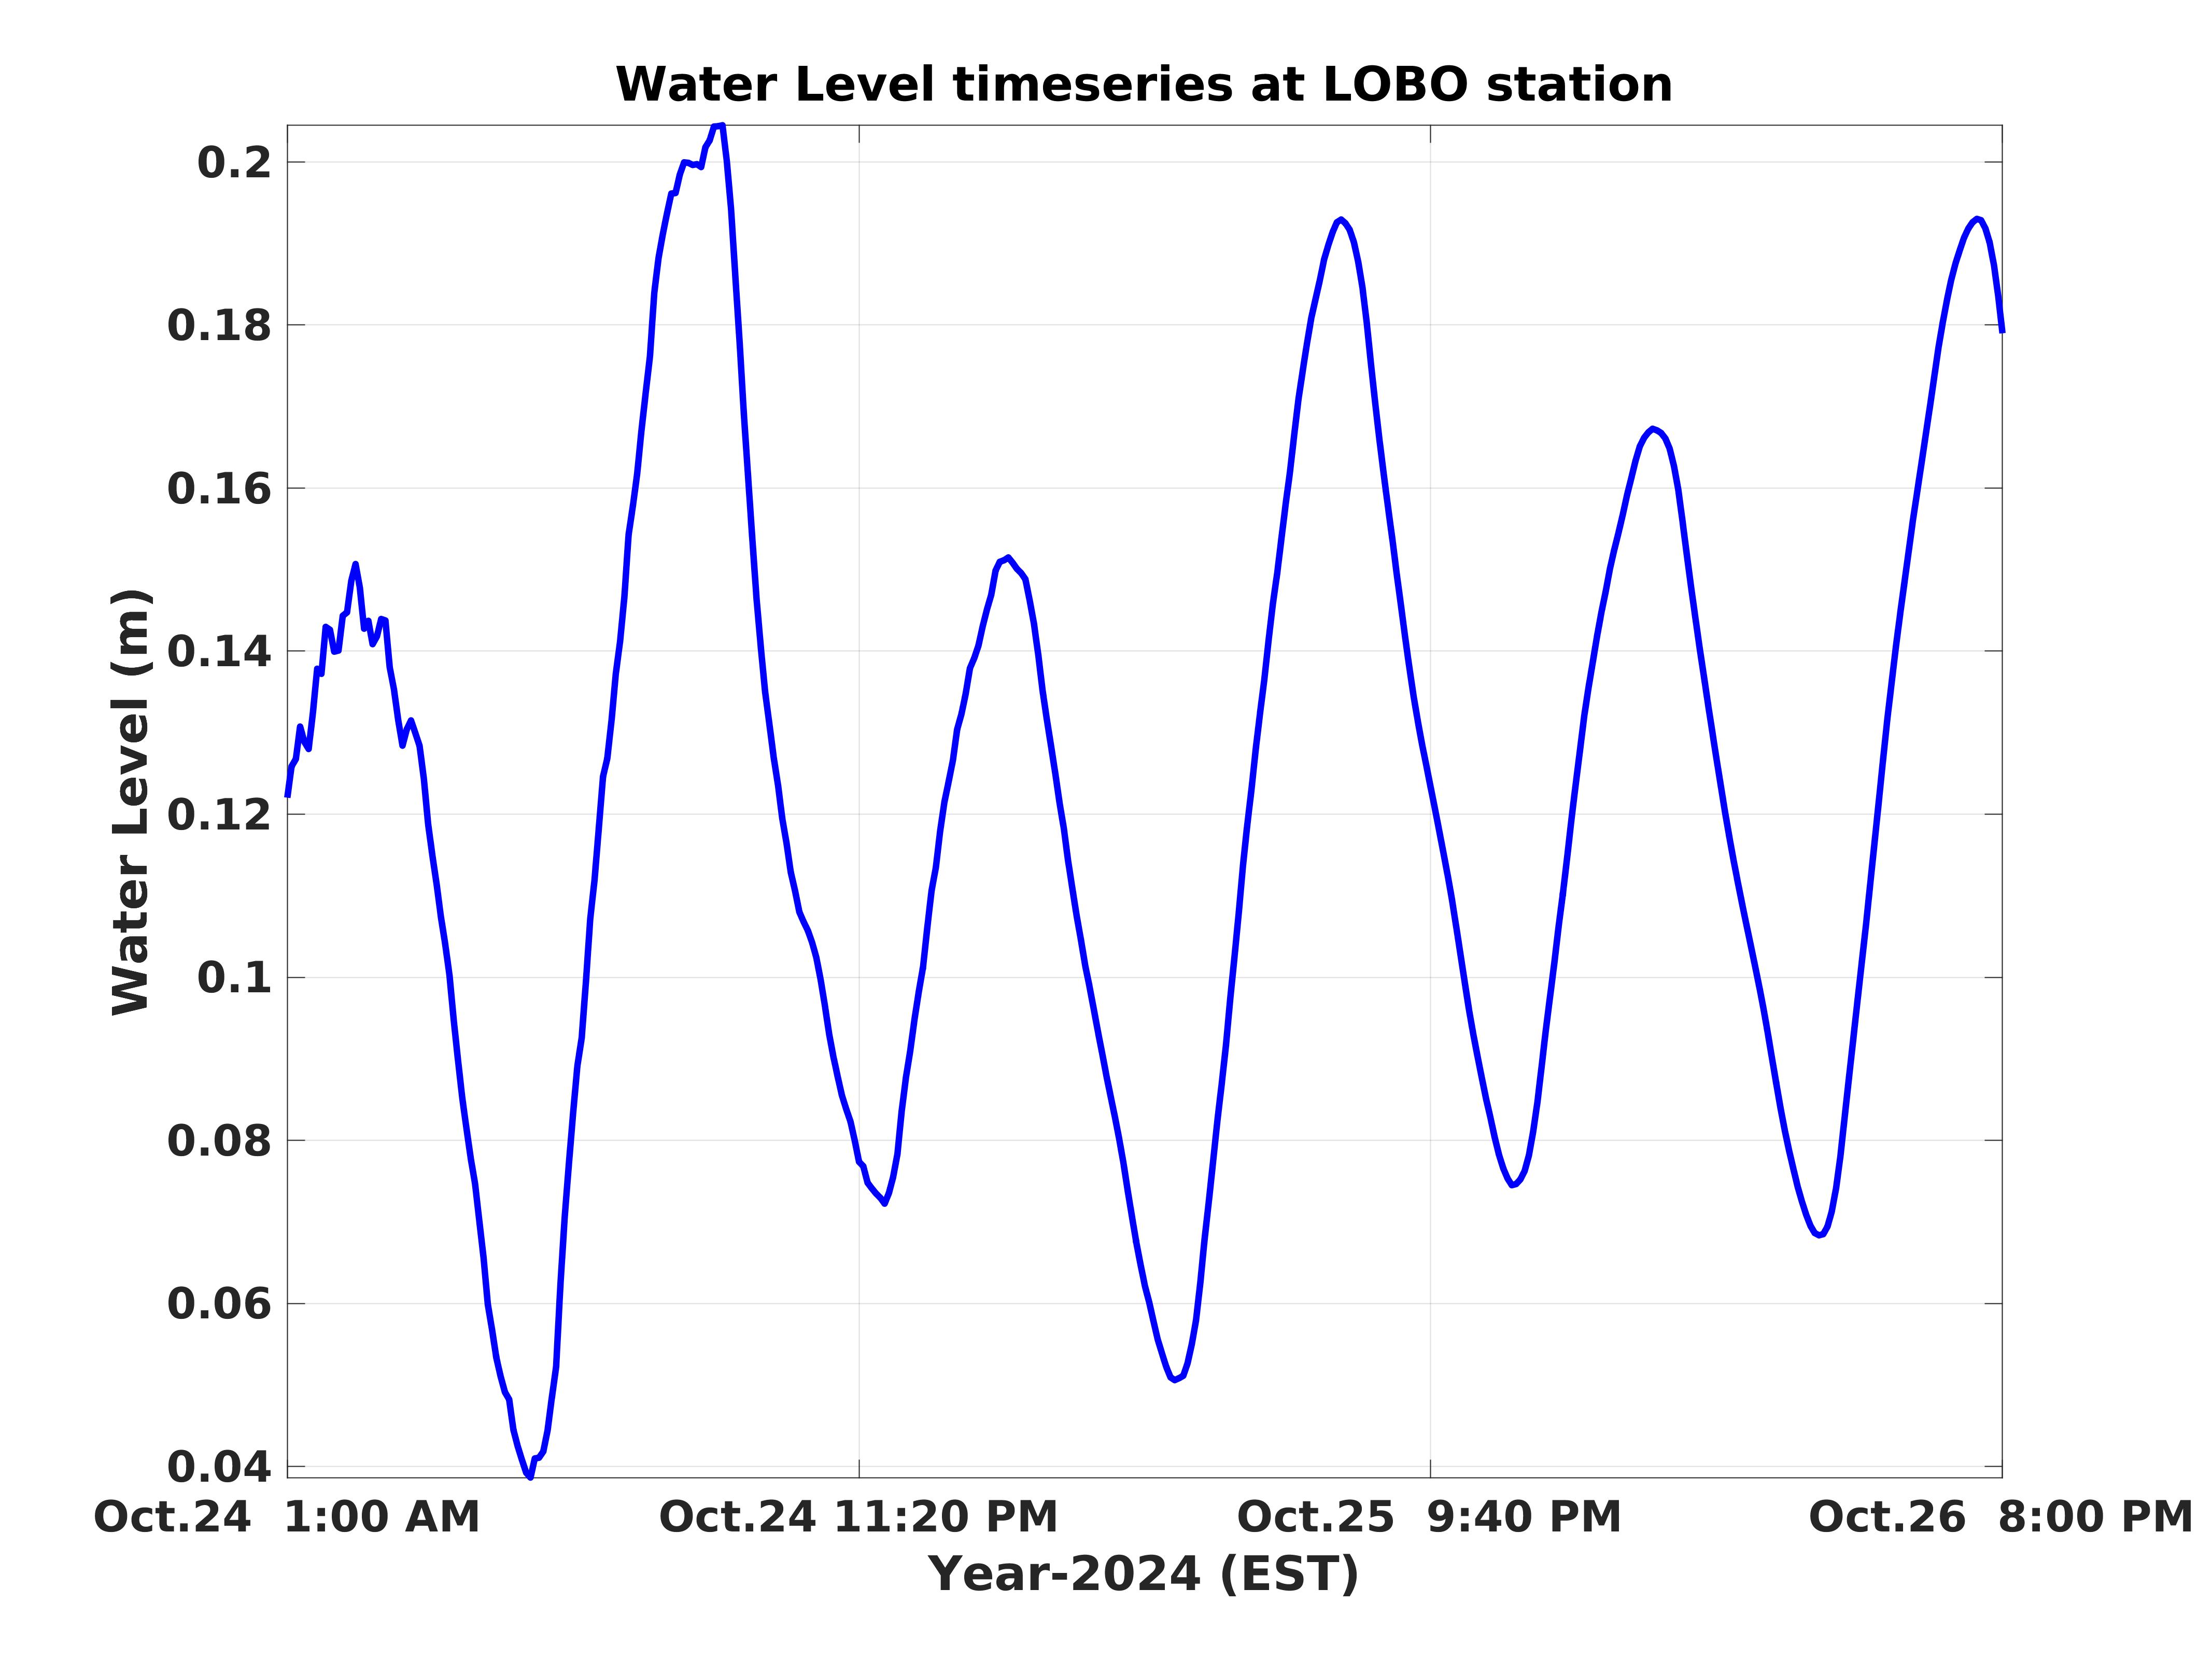 Water Level timeseries at LOBO station
0.2
0.18
0.16
0.14
0.12
0.1
0.08
0.06
0.04
Water Level (m)
Oct.24  1:00 AM
Oct.24 11:20 PM
Oct.25  9:40 PM
Oct.26  8:00 PM
Year-2024 (EST)